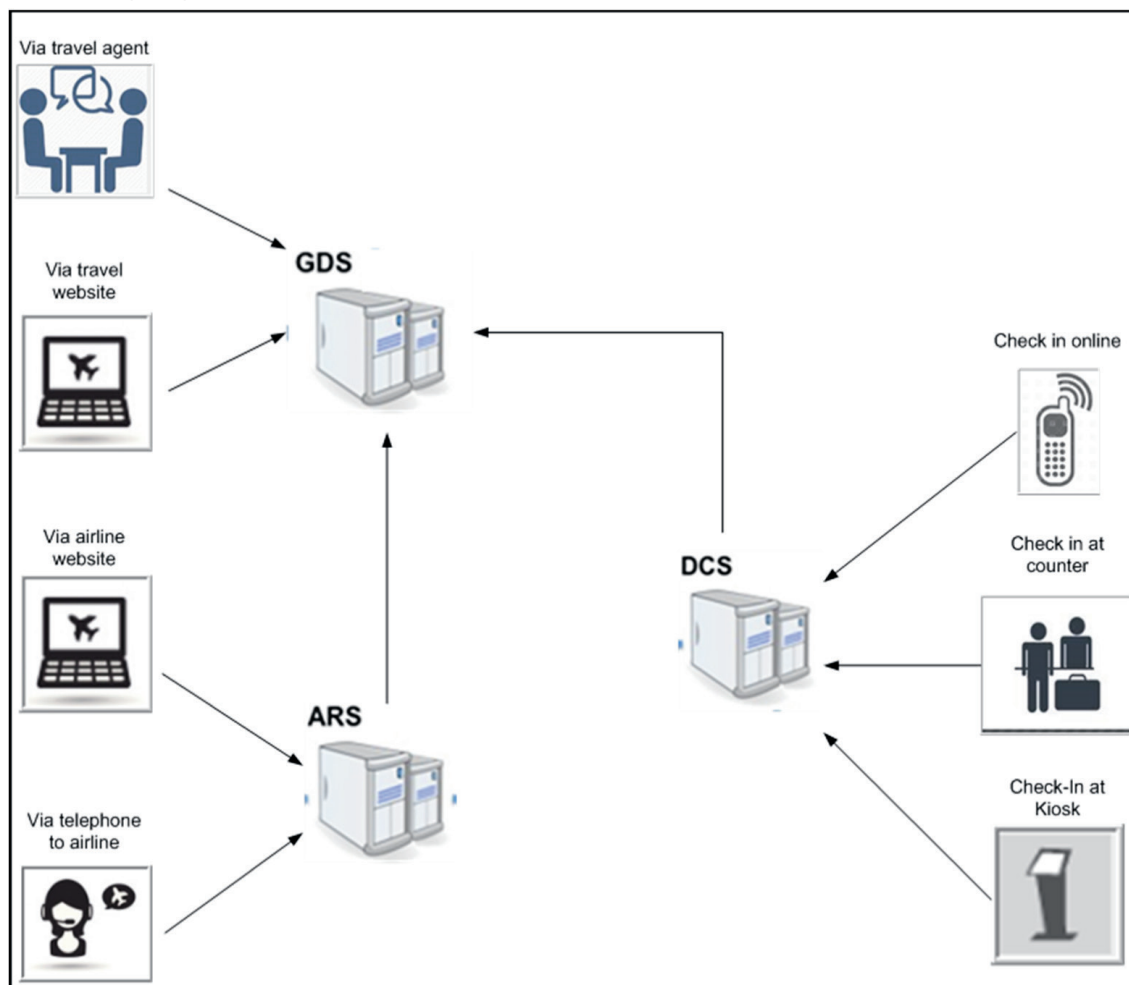 Via travel agent
GDS
Via travel
website
Check in online
Via airline
website
Check in at
counter
DCS
ARS
Check-In at
Kiosk
Via telephone
to airline